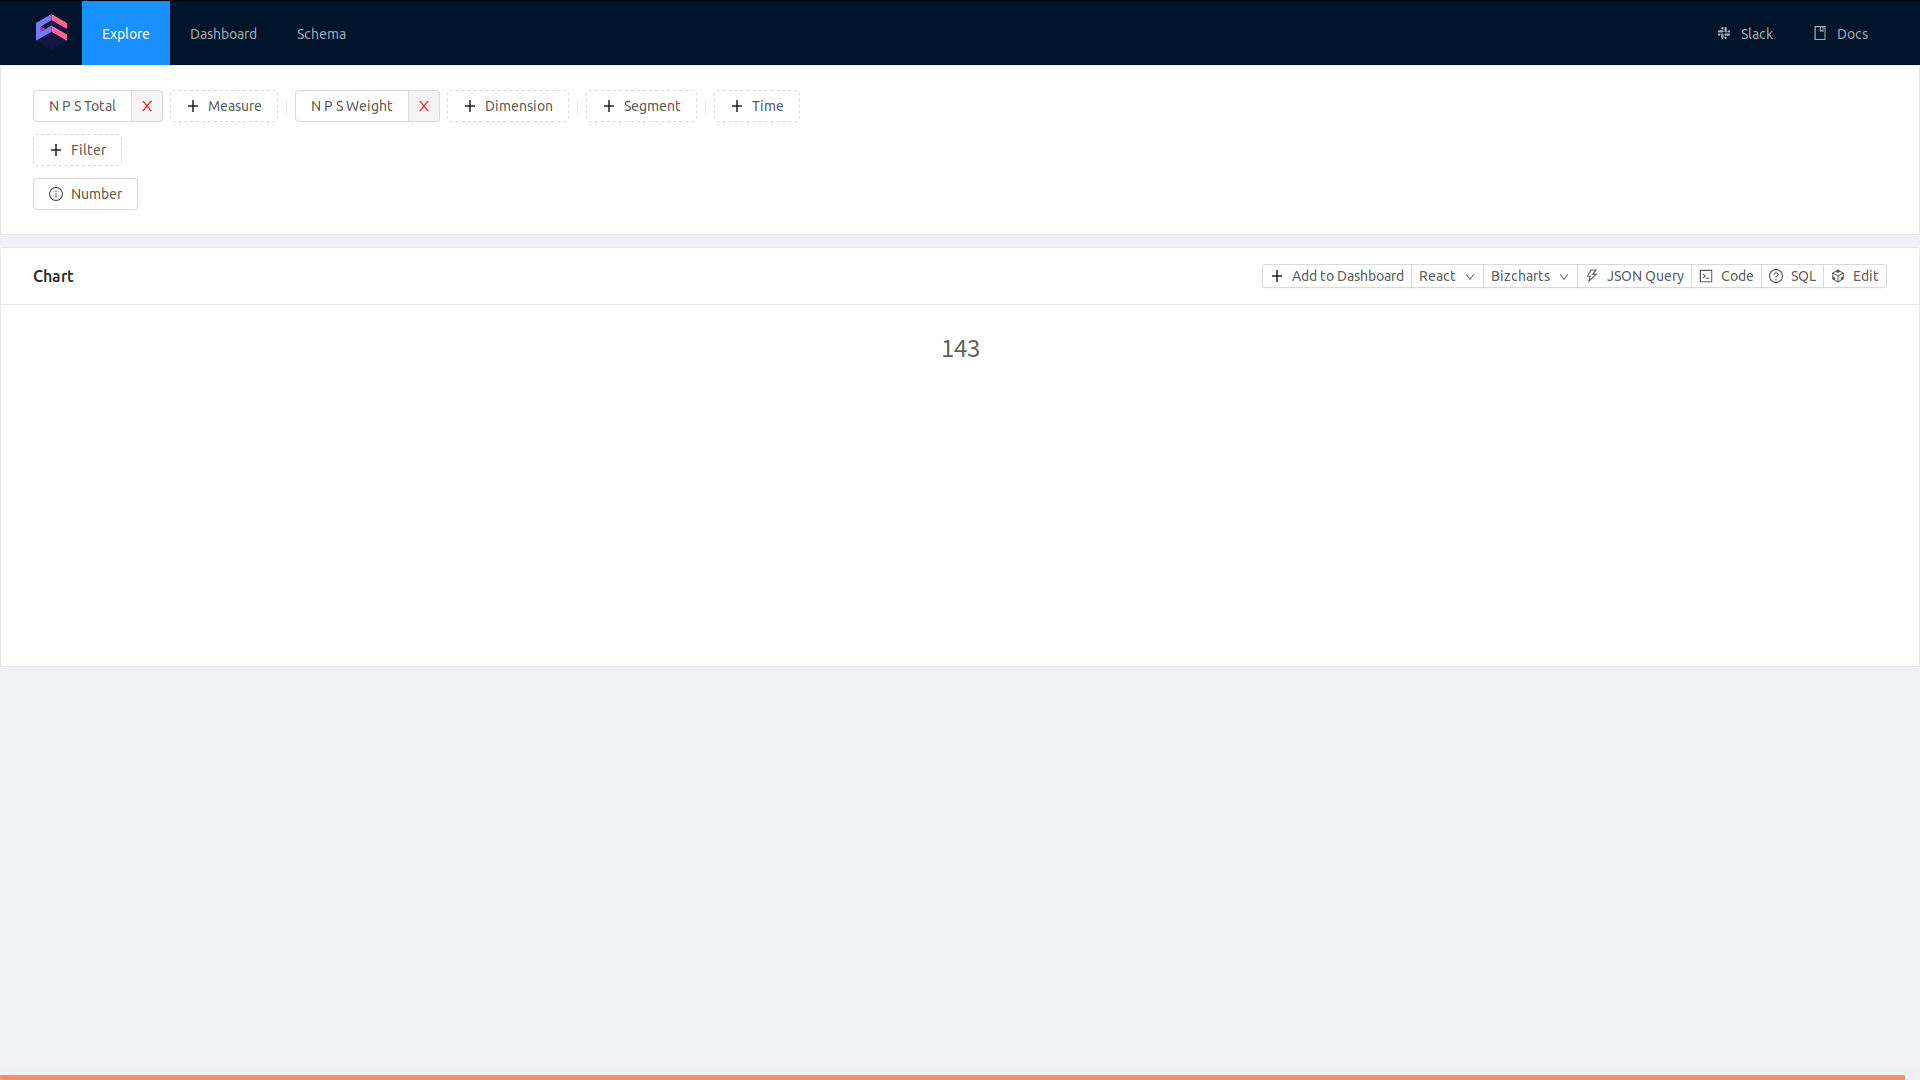 Explore Dashboard Schema Slack Docs
N P S Total X + Measure N P S Weight X + Dimension + Segment + Time
+ Filter
Number
Chart + Add to Dashboard React Bizcharts JSON Query Code SQL Edit
143